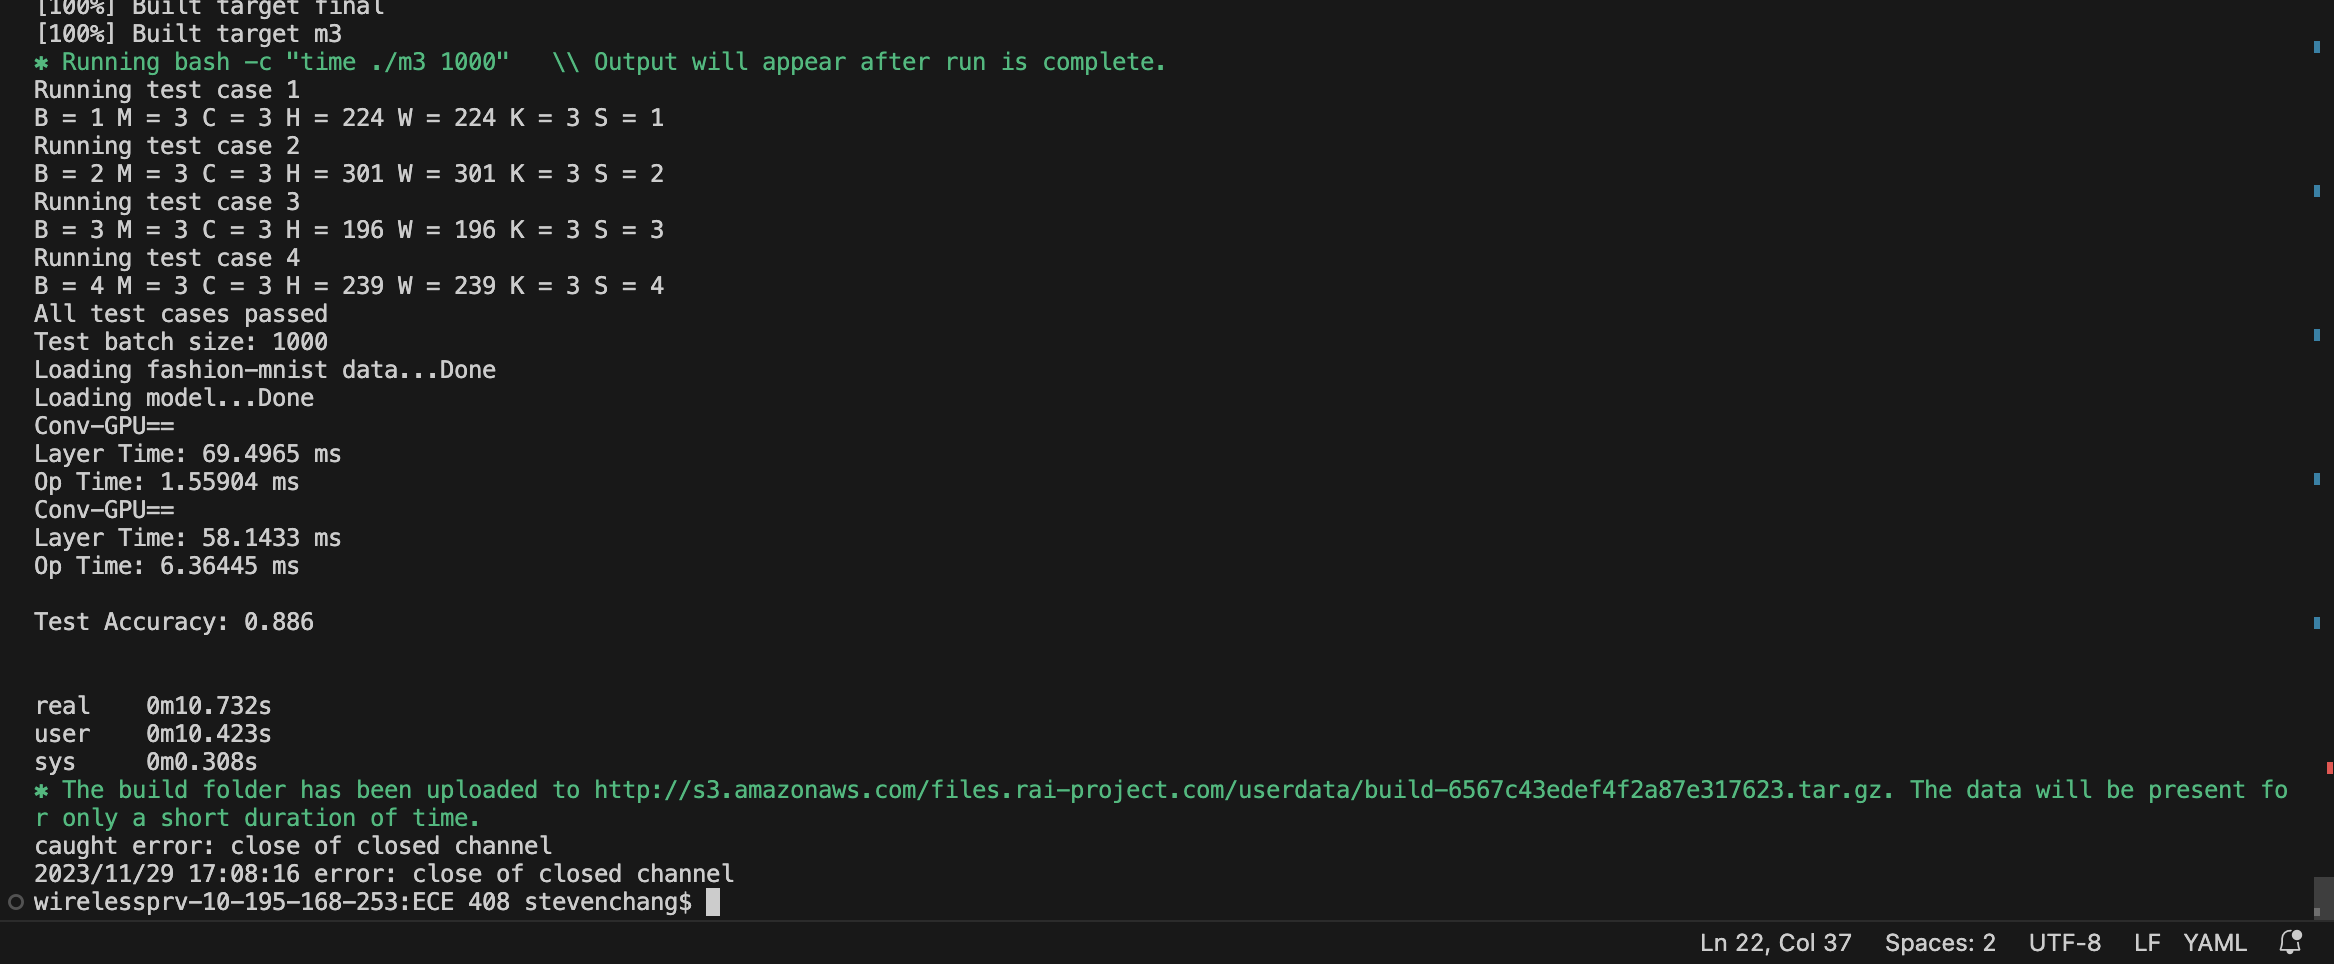 [100%] Built target final
[100%] Built target m3
✱ Running bash -c "time ./m3 1000"   \\ Output will appear after run is complete.
Running test case 1
B = 1 M = 3 C = 3 H = 224 W = 224 K = 3 S = 1
Running test case 2
B = 2 M = 3 C = 3 H = 301 W = 301 K = 3 S = 2
Running test case 3
B = 3 M = 3 C = 3 H = 196 W = 196 K = 3 S = 3
Running test case 4
B = 4 M = 3 C = 3 H = 239 W = 239 K = 3 S = 4
All test cases passed
Test batch size: 1000
Loading fashion-mnist data...Done
Loading model...Done
Conv-GPU==
Layer Time: 69.4965 ms
Op Time: 1.55904 ms
Conv-GPU==
Layer Time: 58.1433 ms
Op Time: 6.36445 ms
Test Accuracy: 0.886
real    0m10.732s
user    0m10.423s
sys     0m0.308s
✱ The build folder has been uploaded to http://s3.amazonaws.com/files.rai-project.com/userdata/build-6567c43edef4f2a87e317623.tar.gz. The data will be present fo
r only a short duration of time.
caught error: close of closed channel
2023/11/29 17:08:16 error: close of closed channel
wirelessprv-10-195-168-253:ECE 408 stevenchang$
Ln 22, Col 37 Spaces: 2 UTF-8 LF YAML